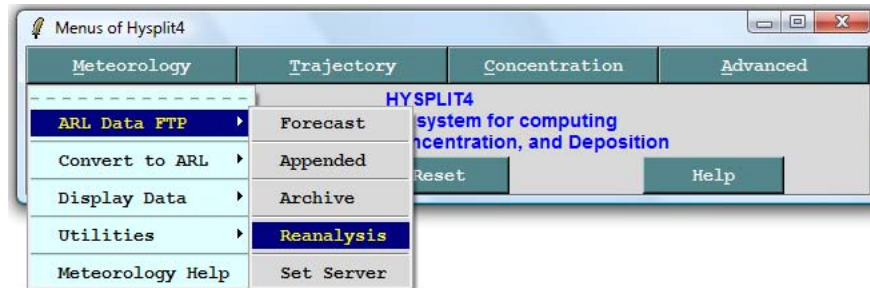 Menus of Hysplit4
Meteorology Trajectory Concentration Advanced
HYSPLIT4
system for computing
ncentration, and Deposition
Reset Help
ARL Data FTP
Convert to ARL
Display Data
Utilities
Meteorology Help
Forecast
Appended
Archive
Reanalysis
Set Server